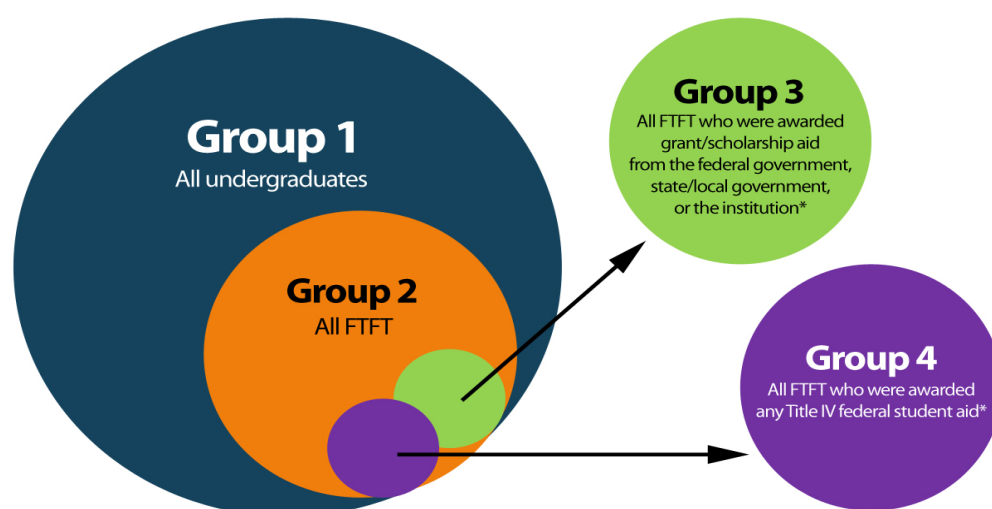 Group 1
All undergraduates
Group 2
All FTFT
Group 3
All FTFT who were awarded
grant/scholarship aid
from the federal government,
state/local government,
or the institution*
Group 4
All FTFT who were awarded
any Title IV federal student aid*